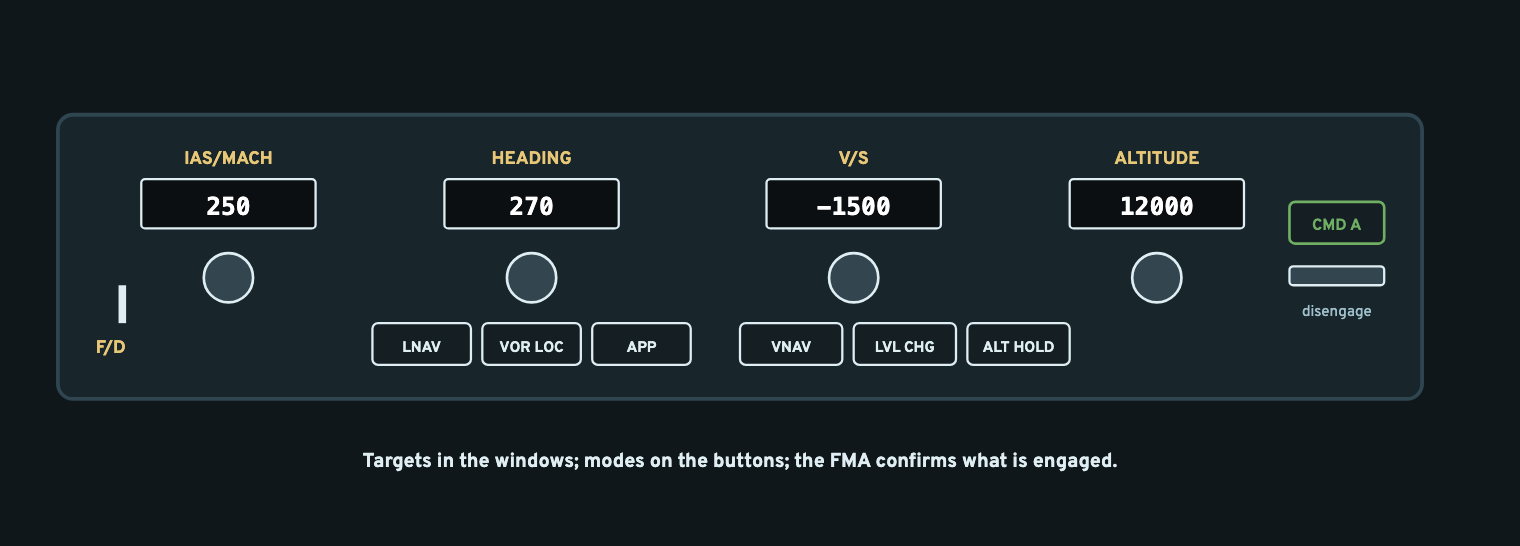 IAS/MACH
HEADING
V/S
ALTITUDE
250
270
−1500
12000
CMD A
disengage
F/D
LNAV
VOR LOC
APP
VNAV
LVL CHG
ALT HOLD
Targets in the windows; modes on the buttons; the FMA confirms what is engaged.